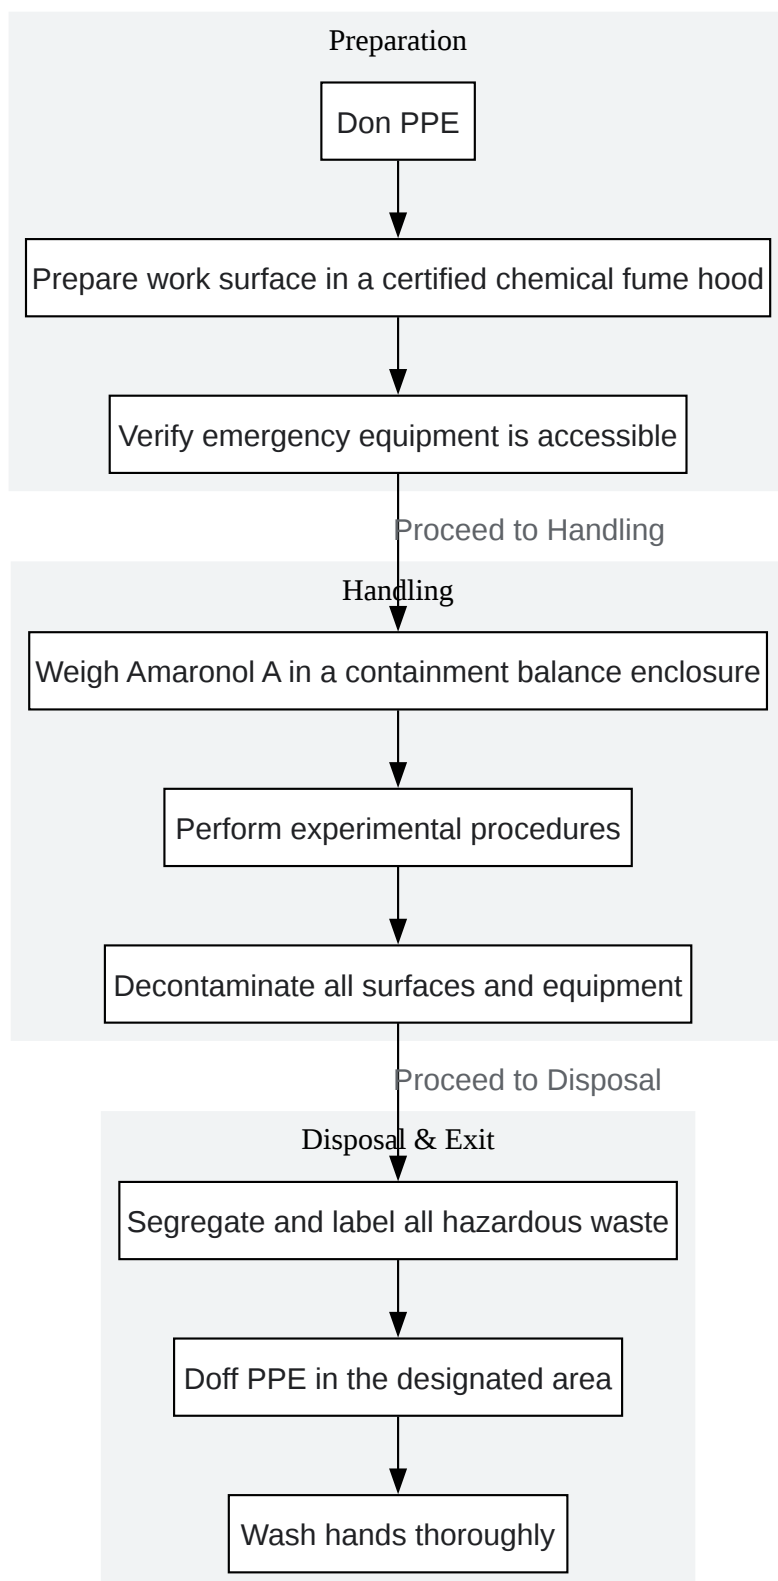 Preparation
Don PPE
Prepare work surface in a certified chemical fume hood
Verify emergency equipment is accessible
Proceed to Handling
Handling
Weigh Amaronol A in a containment balance enclosure
Perform experimental procedures
Decontaminate all surfaces and equipment
Proceed to Disposal
Disposal & Exit
Segregate and label all hazardous waste
Doff PPE in the designated area
Wash hands thoroughly